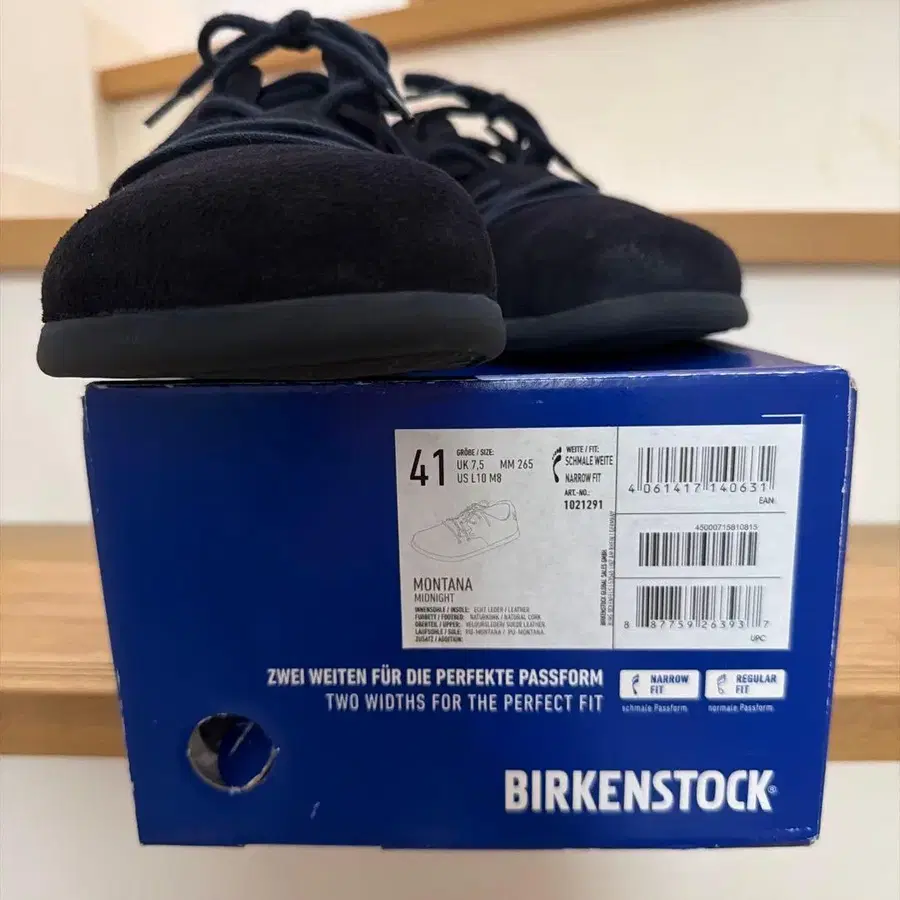 41
GRÖßE / SIZE:
UK 7,5 MM 265
US L10 M8
WEITE / FIT:
SCHMALE WEITE
NARROW FIT
ART.-NO.:
1021291
MONTANA
MIDNIGHT
INNENSOHLE / INSOLE: ECHT LEDER / LEATHER
FUßBETT / FOOTBED: NATURKORK / NATURAL CORK
OBERTEIL / UPPER: VELOURSLEDER / SUEDE LEATHER
LAUFSOHLE / SOLE: PU-MONTANA / PU-MONTANA
ZUSATZ / ADDITION:
4 061417 140631
EAN
45000715810815
8 87759 26393 7
UPC
ZWEI WEITEN FÜR DIE PERFEKTE PASSFORM
TWO WIDTHS FOR THE PERFECT FIT
NARROW FIT
schmale Passform
REGULAR FIT
normale Passform
BIRKENSTOCK®